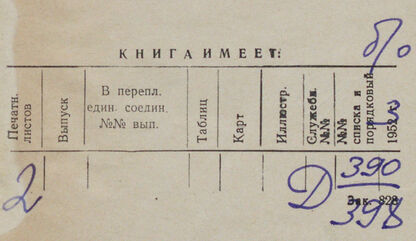 б/о
КНИГА ИМЕЕТ:
Печатн. листов
Выпуск
В перепл. един. соедин. №№ вып.
Таблиц
Карт
Иллюстр.
Служебн. №№
№№ списка и порядковый
1952 г.
2
Д 390
398
Зак. 828